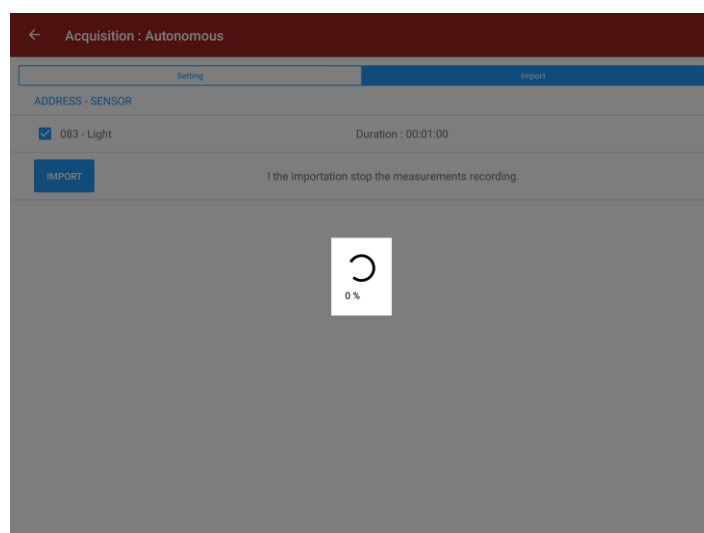 Acquisition : Autonomous
Setting Import
ADDRESS - SENSOR
083 - Light Duration : 00:01:00
IMPORT ! the importation stop the measurements recording.
0 %